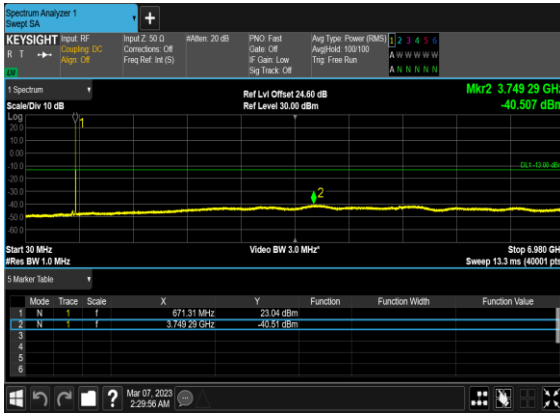 Spectrum Analyzer 1
Swept SA
+
KEYSIGHT Input: RF Input Z: 50 Ω #Atten: 20 dB PNO: Fast Avg Type: Power (RMS) 1 2 3 4 5 6
R T Coupling: DC Corrections: Off Gate: Off Avg|Hold: 100/100 A W W W W W
Align: Off Freq Ref: Int (S) IF Gain: Low Trig: Free Run
Sig Track: Off A N N N N N
1 Spectrum Ref Lvl Offset 24.60 dB Mkr2 3.749 29 GHz
Scale/Div 10 dB Ref Level 30.00 dBm -40.507 dBm
Log
1
20.0
10.0
0.00
-10.0
DL1 -13.00 dBm
-20.0
-30.0
2
-40.0
-50.0
-60.0
Start 30 MHz Video BW 3.0 MHz* Stop 6.980 GH
#Res BW 1.0 MHz Sweep 13.3 ms (40001 pts
5 Marker Table
Mode Trace Scale X Y Function Function Width Function Value
1 N 1 f 671.31 MHz 23.04 dBm
2 N 1 f 3.749 29 GHz -40.51 dBm
3
4
5
6
? Mar 07, 2023
2:29:56 AM